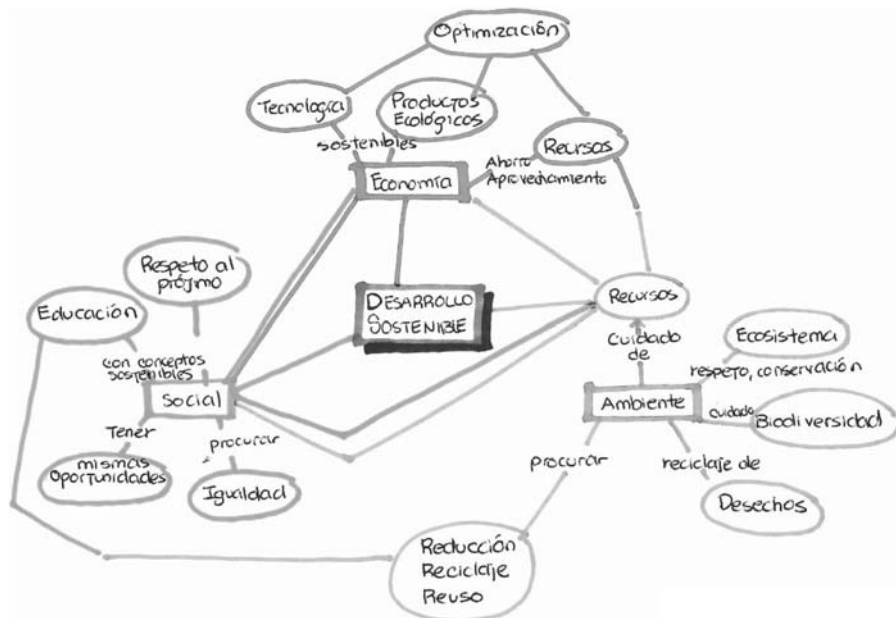 Optimización
Tecnología
Productos
Ecológicos
sostenibles
Recursos
Economía
Ahorro
Aprovechamiento
Respeto al
prójimo
Educación
DESARROLLO
SOSTENIBLE
Recursos
con conceptos
sostenibles
Social
Cuidado
de
Ecosistema
respeto, conservación
Ambiente
cuidado
Biodiversidad
Tener
mismas
Oportunidades
procurar
Igualdad
procurar
reciclaje de
Desechos
Reducción
Reciclaje
Reuso